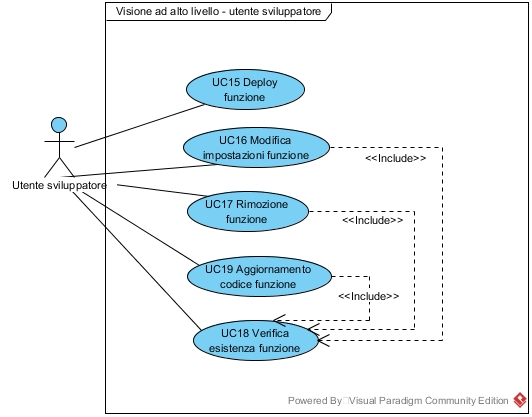 Visione ad alto livello - utente sviluppatore
UC15 Deploy
funzione
UC16 Modifica
impostazioni funzione
<<Include>>
Utente sviluppatore
UC17 Rimozione
funzione
<<Include>>
UC19 Aggiornamento
codice funzione
<<Include>>
UC18 Verifica
esistenza funzione
Powered By Visual Paradigm Community Edition